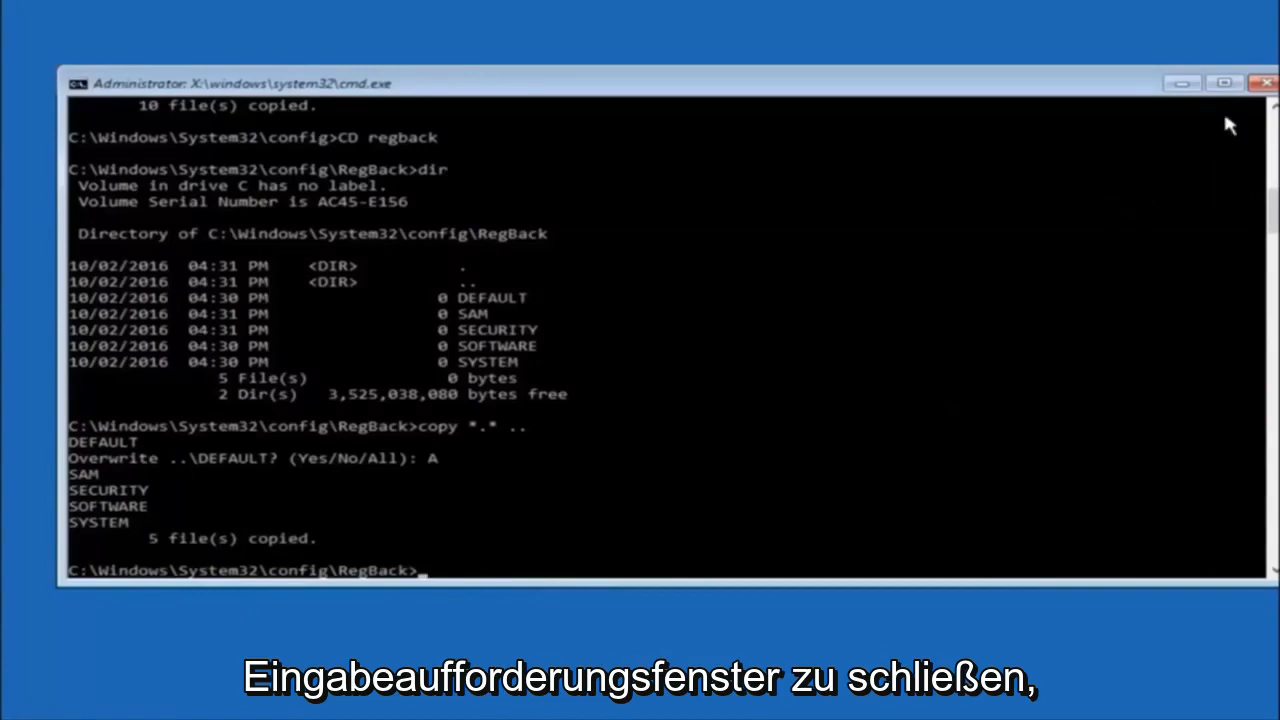 Administrator: X:\windows\system32\cmd.exe
10 file(s) copied.
C:\Windows\System32\config>CD regback
C:\Windows\System32\config\RegBack>dir
Volume in drive C has no label.
Volume Serial Number is AC45-E156
Directory of C:\Windows\System32\config\RegBack
10/02/2016 04:31 PM <DIR> .
10/02/2016 04:31 PM <DIR> ..
10/02/2016 04:30 PM 0 DEFAULT
10/02/2016 04:31 PM 0 SAM
10/02/2016 04:31 PM 0 SECURITY
10/02/2016 04:30 PM 0 SOFTWARE
10/02/2016 04:30 PM 0 SYSTEM
5 File(s) 0 bytes
2 Dir(s) 3,525,038,080 bytes free
C:\Windows\System32\config\RegBack>copy *.* ..
DEFAULT
Overwrite ..\DEFAULT? (Yes/No/All): A
SAM
SECURITY
SOFTWARE
SYSTEM
5 file(s) copied.
C:\Windows\System32\config\RegBack>_
Eingabeaufforderungsfenster zu schließen,